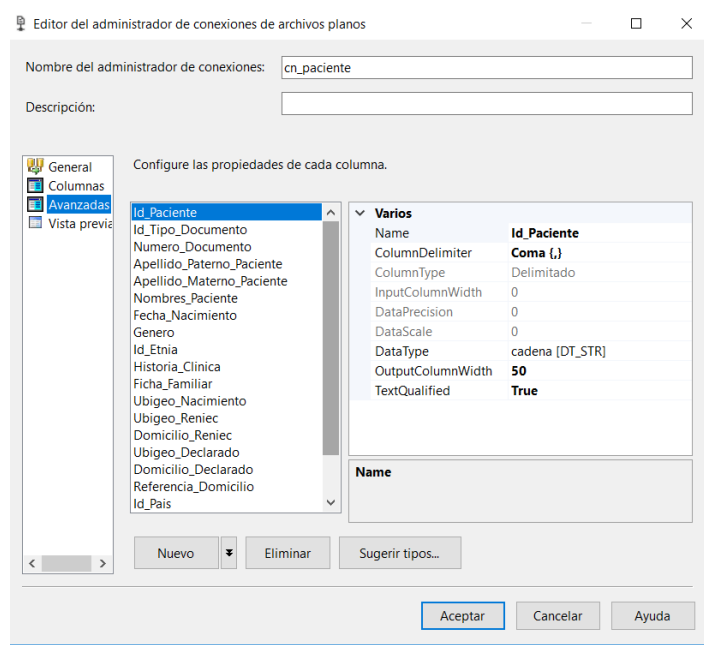 Editor del administrador de conexiones de archivos planos
Nombre del administrador de conexiones: cn_paciente
Descripción:
General
Columnas
Avanzadas
Vista previa
Configure las propiedades de cada columna.
Id_Paciente
Id_Tipo_Documento
Numero_Documento
Apellido_Paterno_Paciente
Apellido_Materno_Paciente
Nombres_Paciente
Fecha_Nacimiento
Genero
Id_Etnia
Historia_Clinica
Ficha_Familiar
Ubigeo_Nacimiento
Ubigeo_Reniec
Domicilio_Reniec
Ubigeo_Declarado
Domicilio_Declarado
Referencia_Domicilio
Id_Pais
Varios
Name Id_Paciente
ColumnDelimiter Coma {,}
ColumnType Delimitado
InputColumnWidth 0
DataPrecision 0
DataScale 0
DataType cadena [DT_STR]
OutputColumnWidth 50
TextQualified True
Name
Nuevo Eliminar Sugerir tipos...
Aceptar Cancelar Ayuda